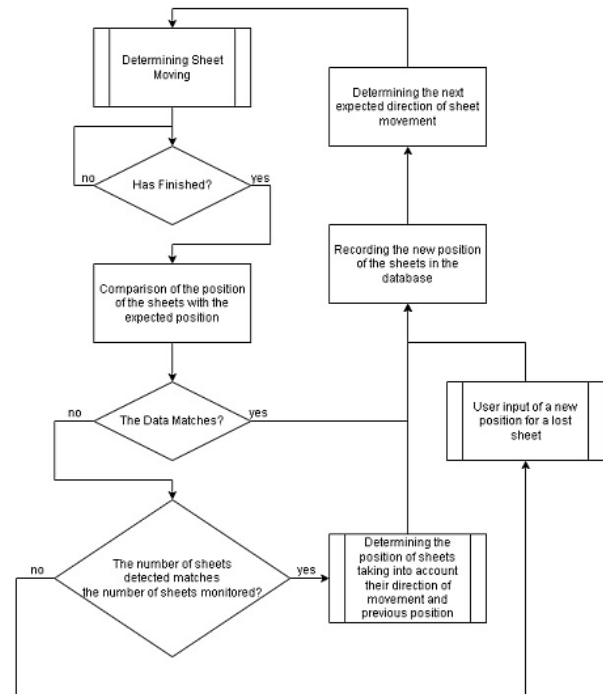 Determining Sheet
Moving
Determining the next
expected direction of sheet
movement
no
Has Finished?
yes
Recording the new position
of the sheets in the
database
Comparison of the position
of the sheets with the
expected position
no
The Data Matches?
yes
User input of a new
position for a lost
sheet
no
The number of sheets
detected matches
the number of sheets monitored?
yes
Determining the
position of sheets
taking into account
their direction of
movement and
previous position